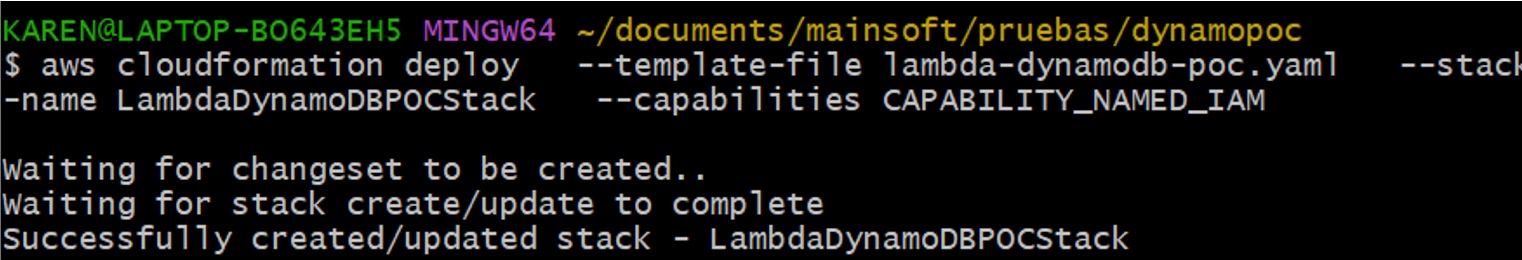 KAREN@LAPTOP-BO643EH5 MINGW64 ~/documents/mainsoft/pruebas/dynamopoc
$ aws cloudformation deploy   --template-file lambda-dynamodb-poc.yaml   --stack
-name LambdaDynamoDBPOCStack   --capabilities CAPABILITY_NAMED_IAM
Waiting for changeset to be created..
Waiting for stack create/update to complete
Successfully created/updated stack - LambdaDynamoDBPOCStack